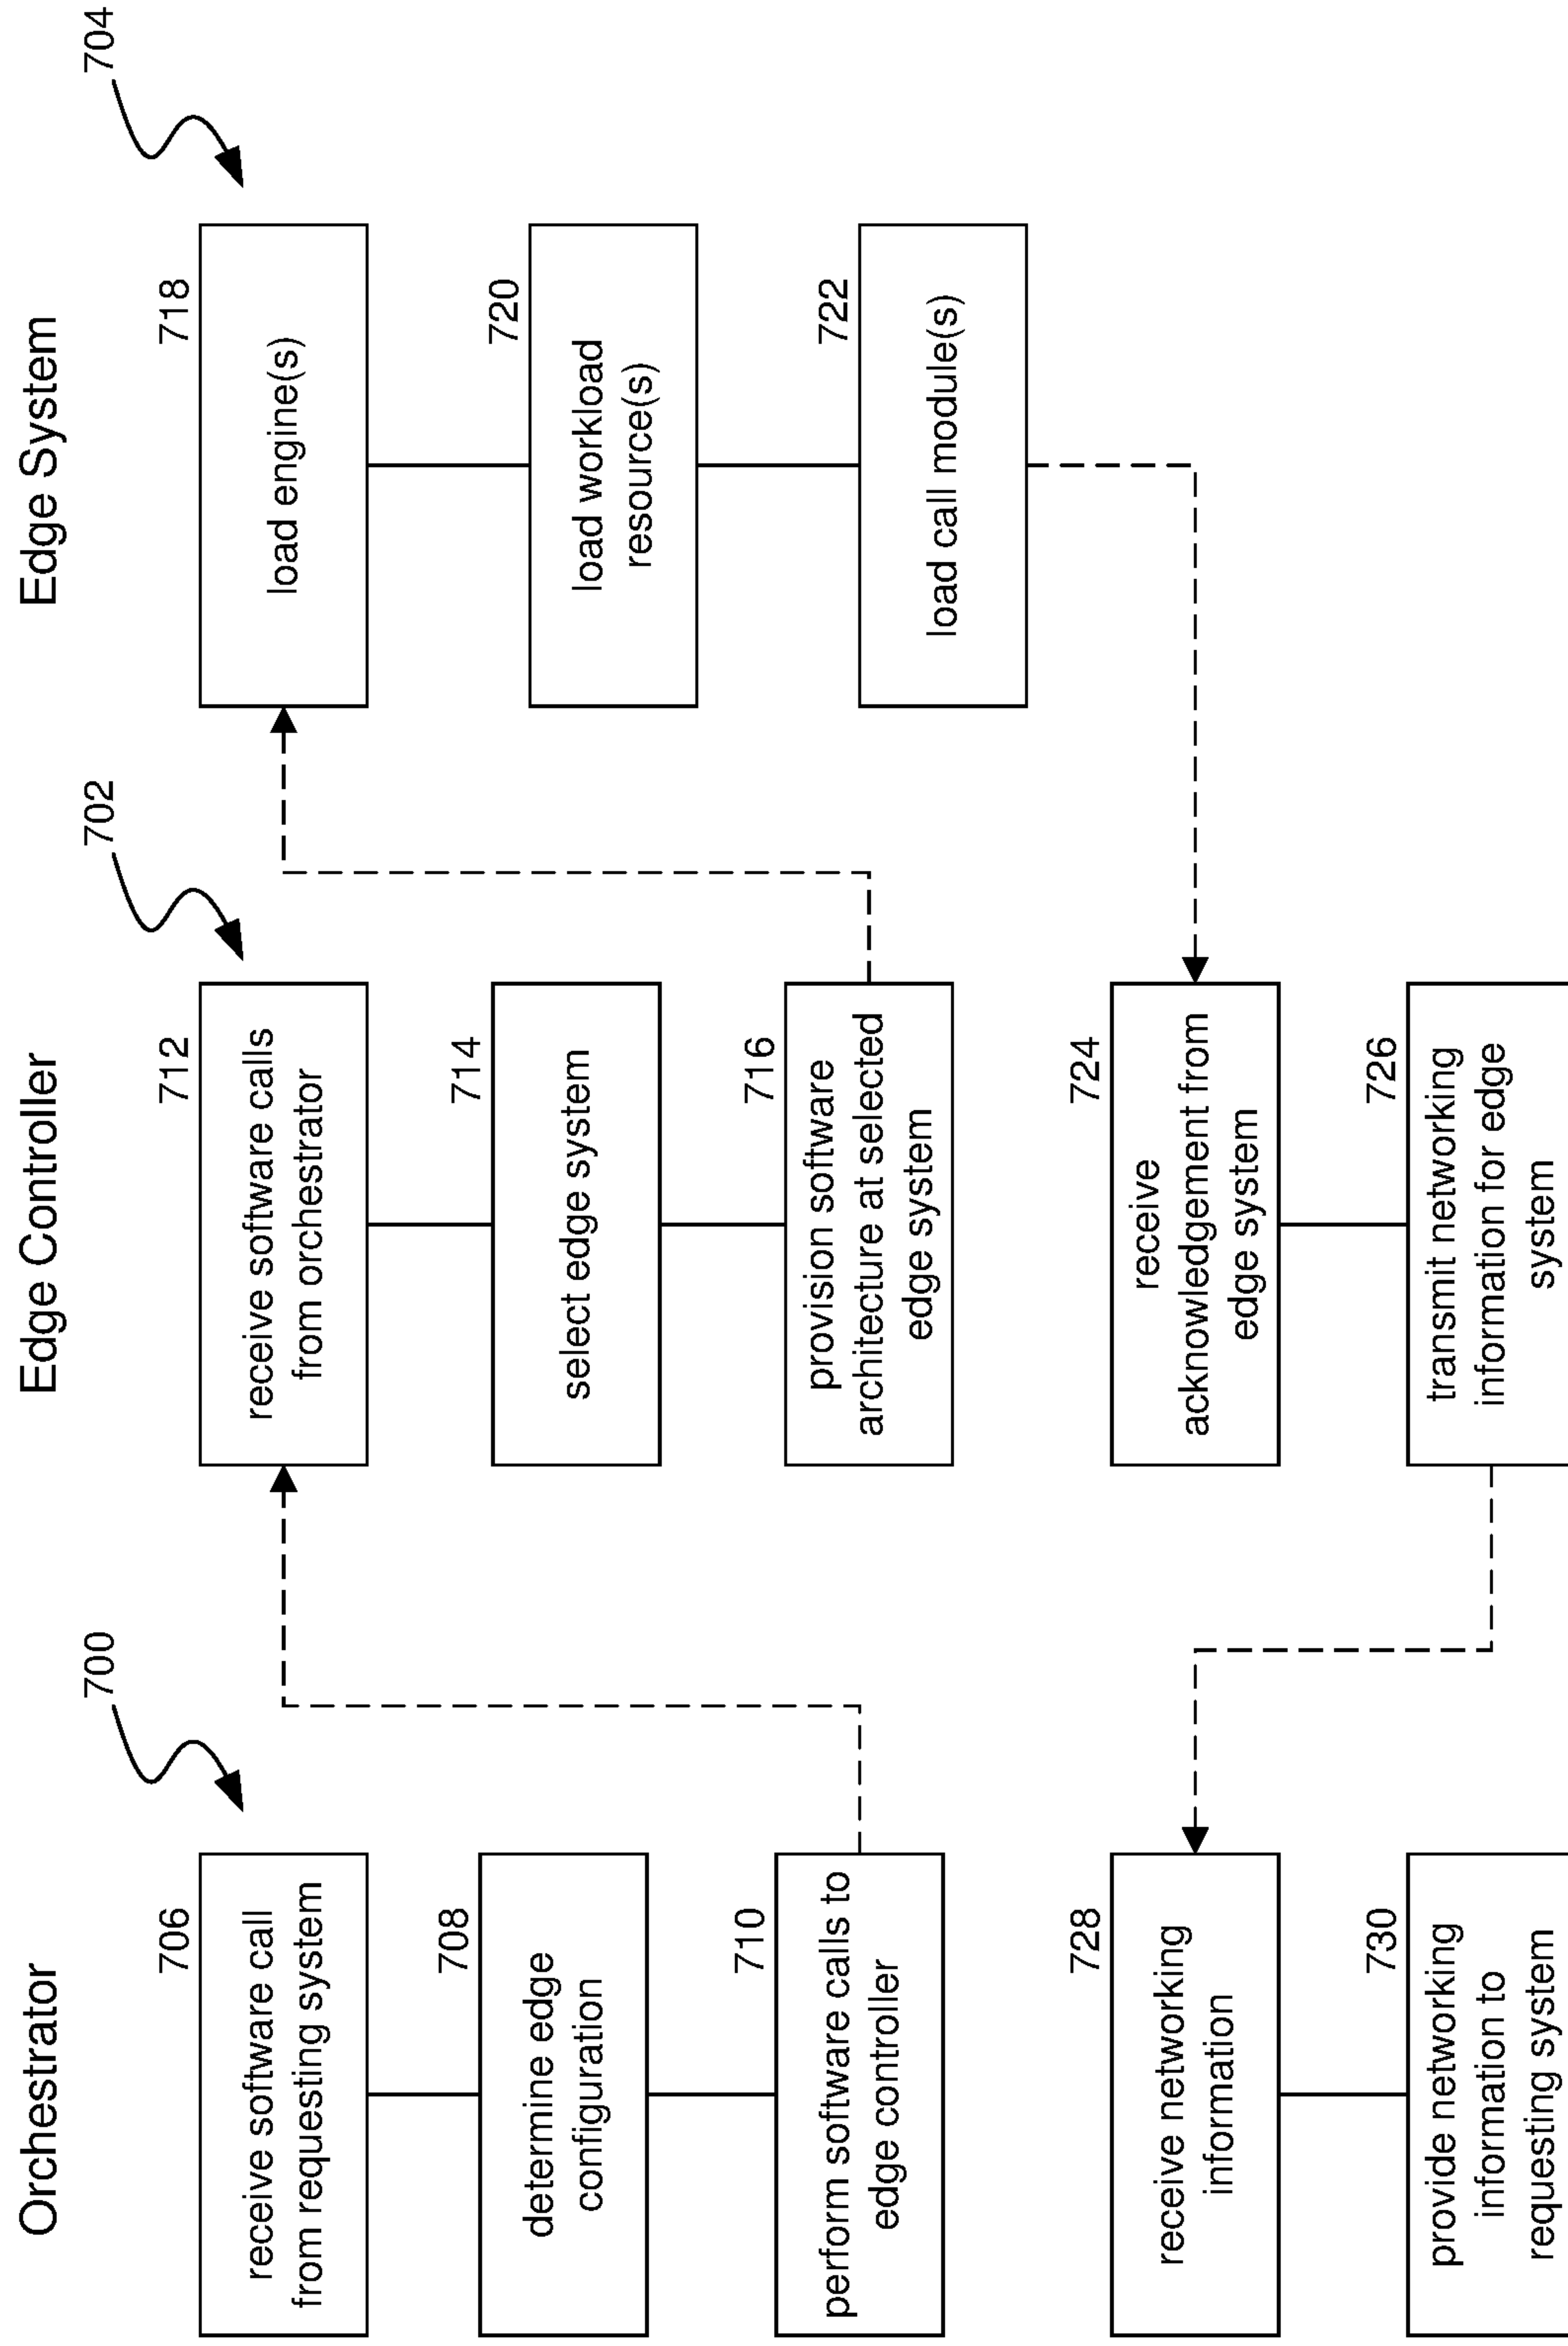 Orchestrator
700
706
receive software call
from requesting system
708
determine edge
configuration
710
perform software calls to
edge controller
728
receive networking
information
730
provide networking
information to
requesting system
Edge Controller
702
712
receive software calls
from orchestrator
714
select edge system
716
provision software
architecture at selected
edge system
724
receive
acknowledgement from
edge system
726
transmit networking
information for edge
system
Edge System
704
718
load engine(s)
720
load workload
resource(s)
722
load call module(s)